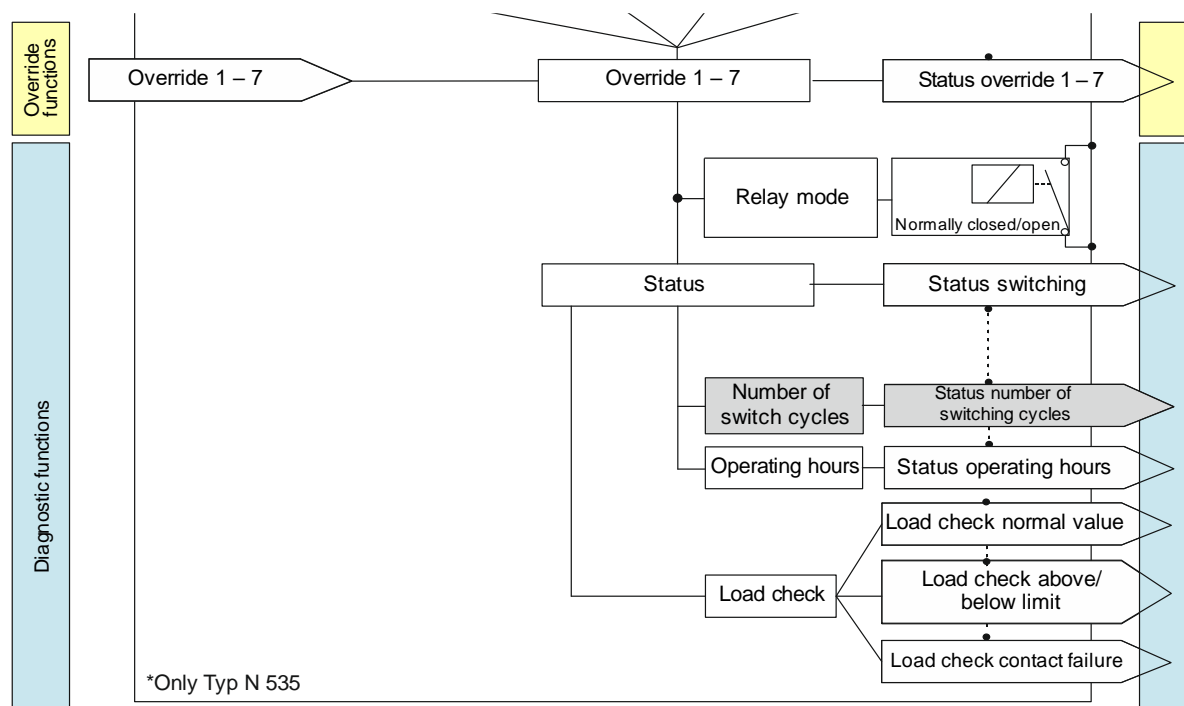 Override
functions
Override 1 – 7
Override 1 – 7
Status override 1 – 7
Relay mode
Normally closed/open
Status
Status switching
Diagnostic functions
Number of
switch cycles
Status number of
switching cycles
Operating hours
Status operating hours
Load check normal value
Load check
Load check above/
below limit
Load check contact failure
*Only Typ N 535